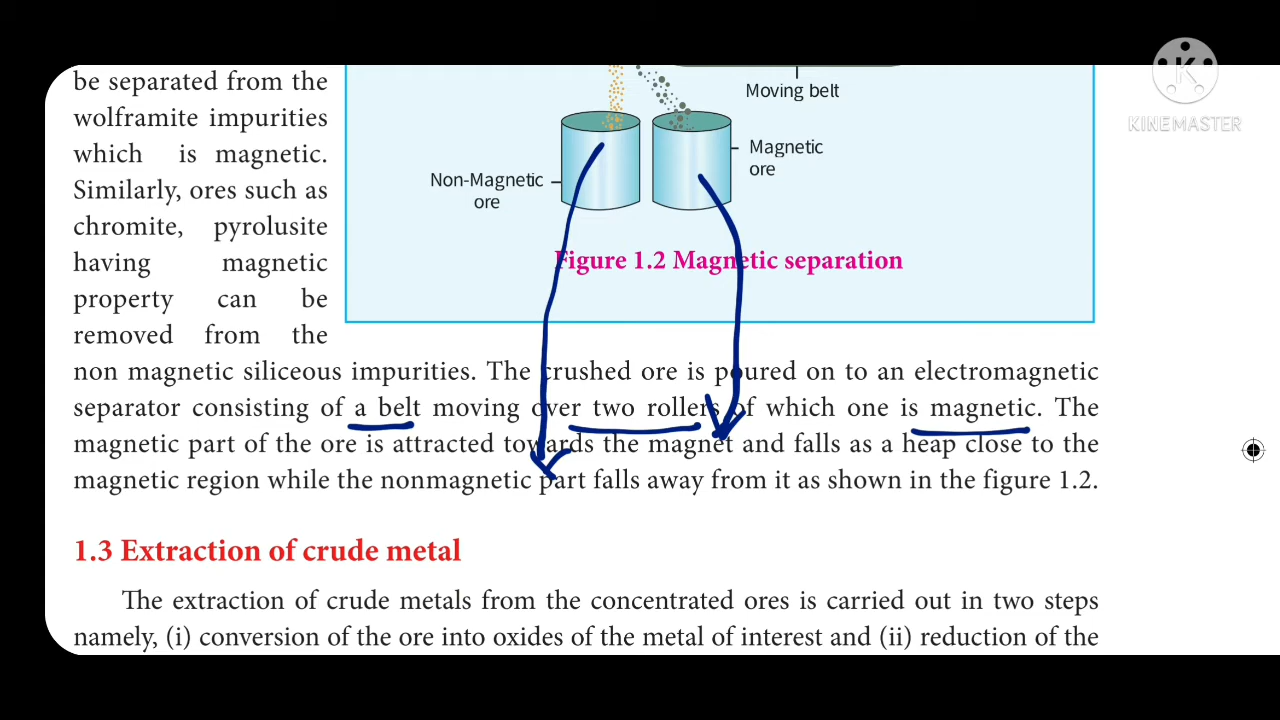 K
KINEMASTER
be separated from the
wolframite impurities
which is magnetic.
Similarly, ores such as
chromite, pyrolusite
having magnetic
property can be
removed from the
Moving belt
Magnetic
ore
Non-Magnetic
ore
Figure 1.2 Magnetic separation
non magnetic siliceous impurities. The crushed ore is poured on to an electromagnetic
separator consisting of a belt moving over two rollers of which one is magnetic. The
magnetic part of the ore is attracted towards the magnet and falls as a heap close to the
magnetic region while the nonmagnetic part falls away from it as shown in the figure 1.2.
1.3 Extraction of crude metal
The extraction of crude metals from the concentrated ores is carried out in two steps
namely, (i) conversion of the ore into oxides of the metal of interest and (ii) reduction of the